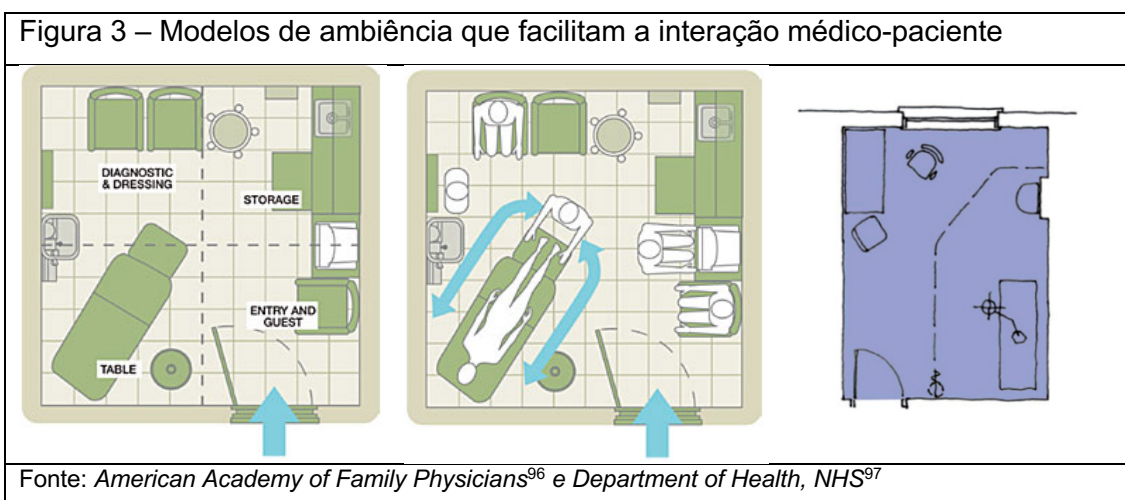 Figura 3 – Modelos de ambiência que facilitam a interação médico-paciente
DIAGNOSTIC
& DRESSING
STORAGE
ENTRY AND
GUEST
TABLE
Fonte: American Academy of Family Physicians⁹⁶ e Department of Health, NHS⁹⁷